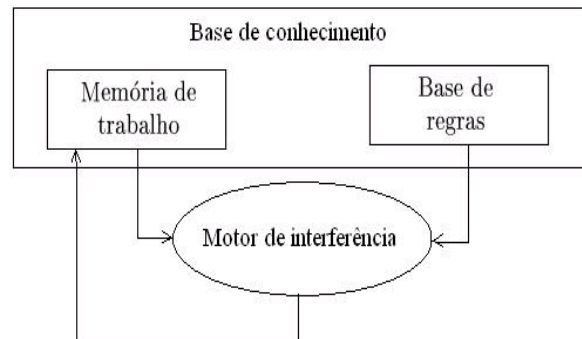 Base de conhecimento
Memória de
trabalho
Base de
regras
Motor de interferência